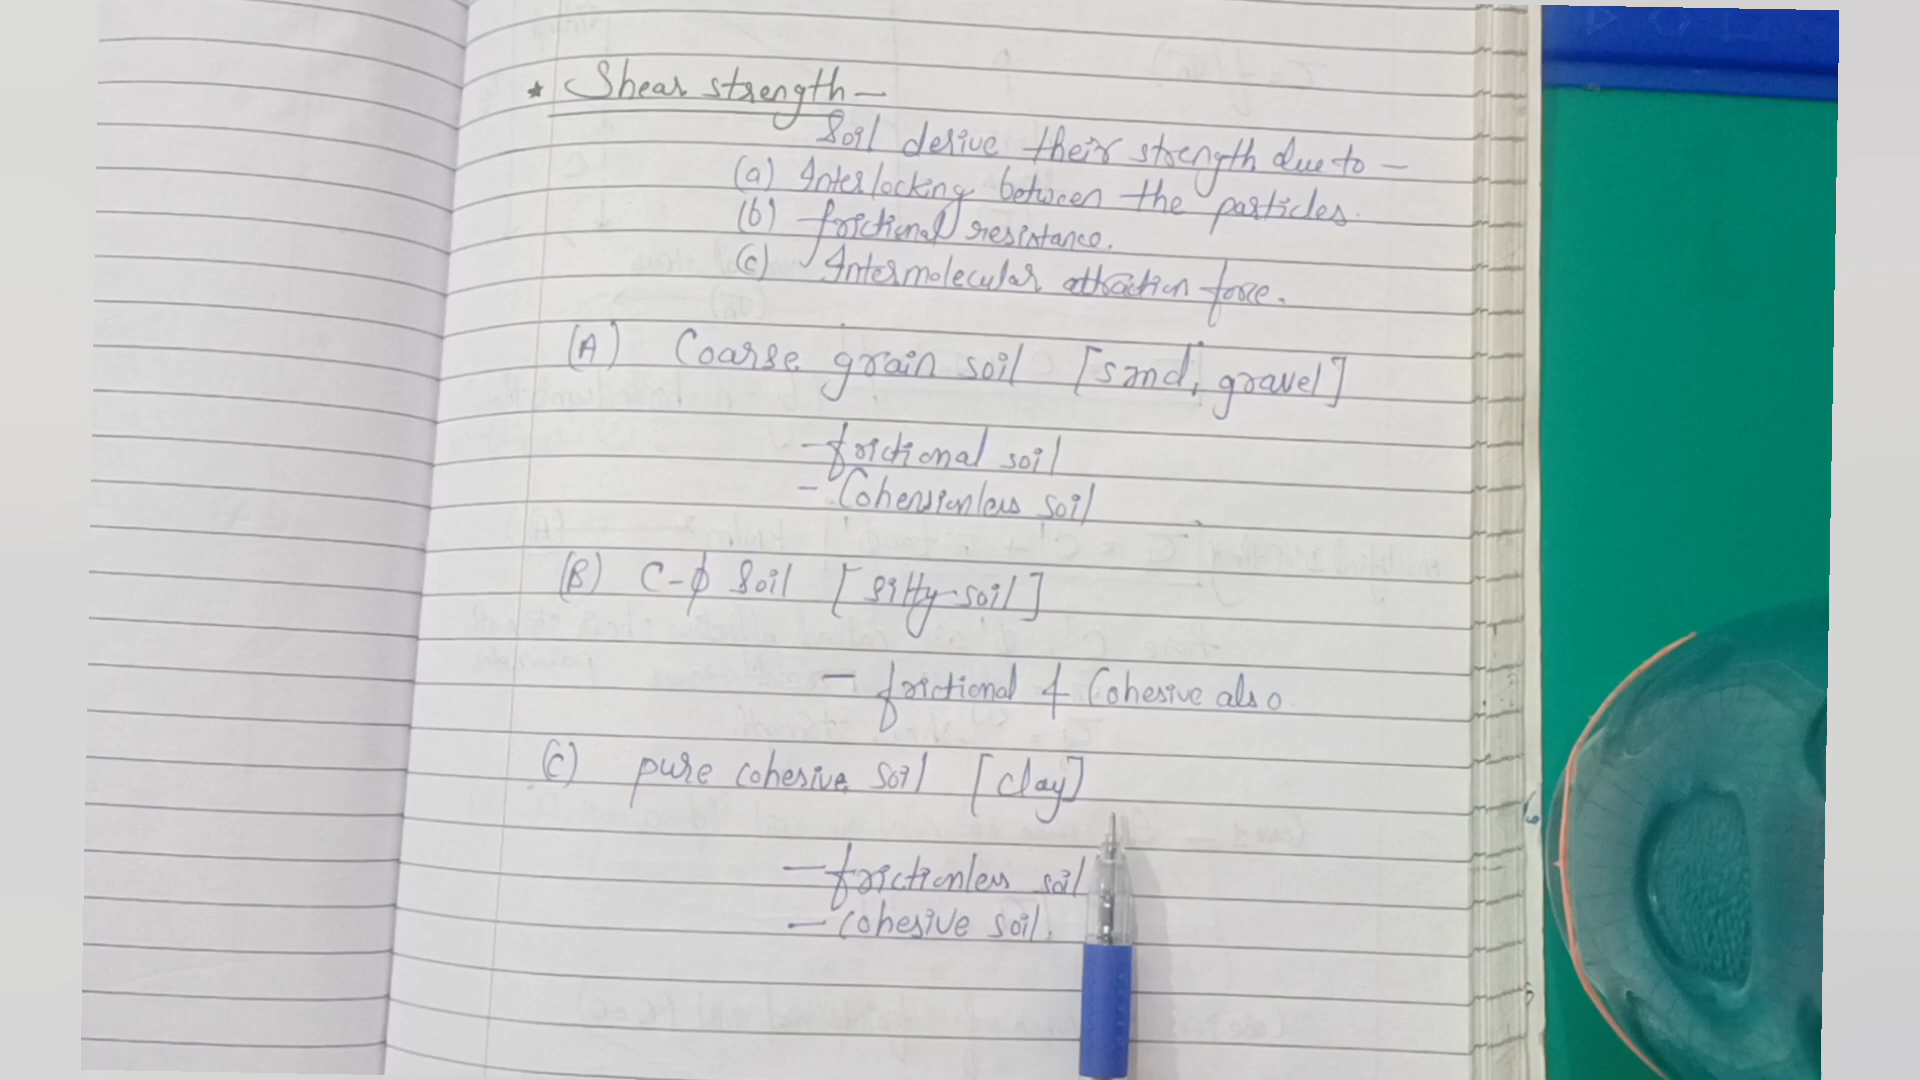 * Shear strength —
Soil derive their strength due to —
(a) Interlocking between the particles.
(b) frictional resistance.
(c) Intermolecular attraction force.
(A) Coarse grain soil [sand, gravel]
— frictional soil
— Cohensionless soil
(B) C-φ Soil [silty soil]
— frictional & Cohesive also
(C) pure cohesive soil [clay]
— frictionless soil
— cohesive soil.